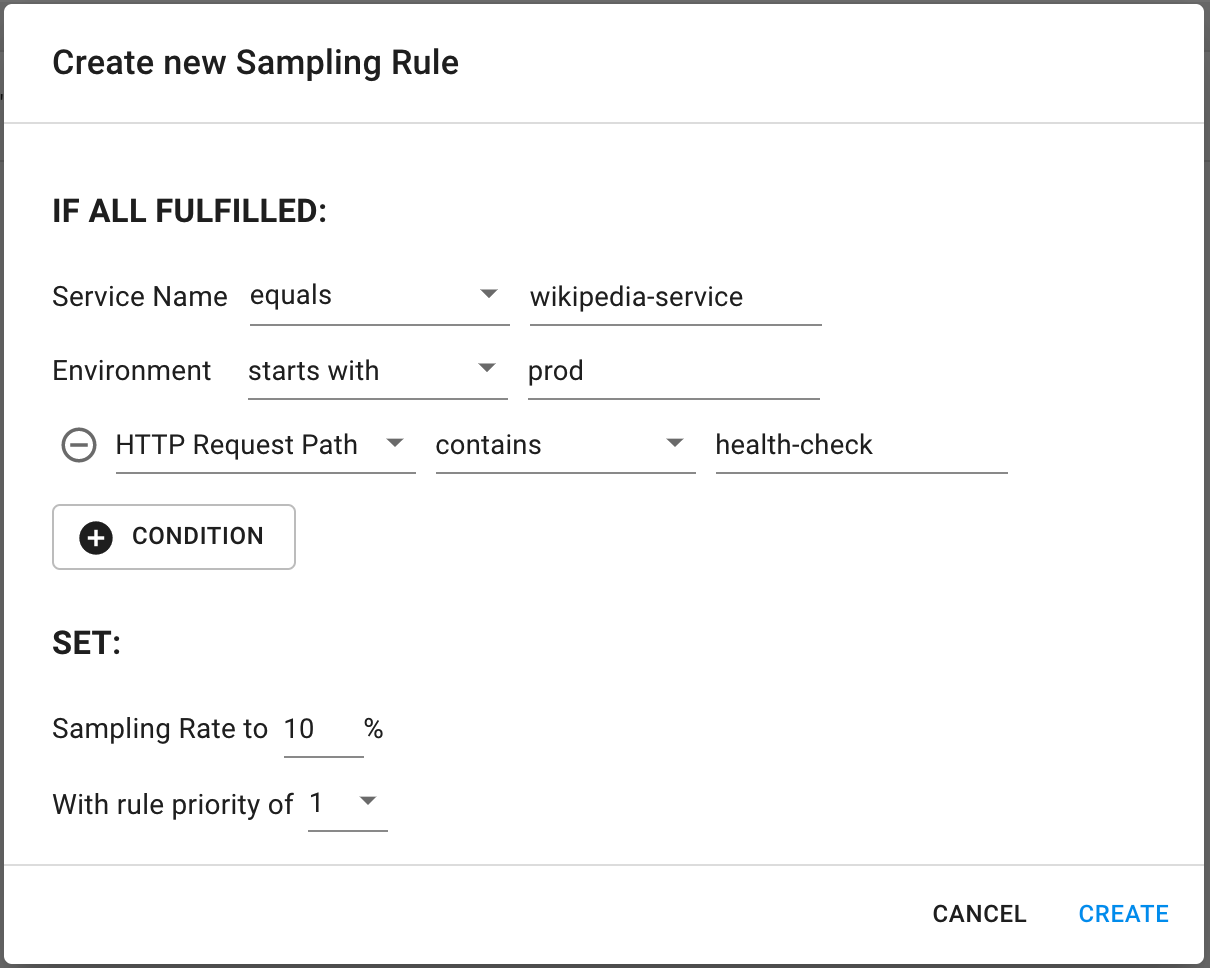 Create new Sampling Rule
IF ALL FULFILLED:
Service Name equals wikipedia-service
Environment starts with prod
HTTP Request Path contains health-check
CONDITION
SET:
Sampling Rate to 10 %
With rule priority of 1
CANCEL CREATE